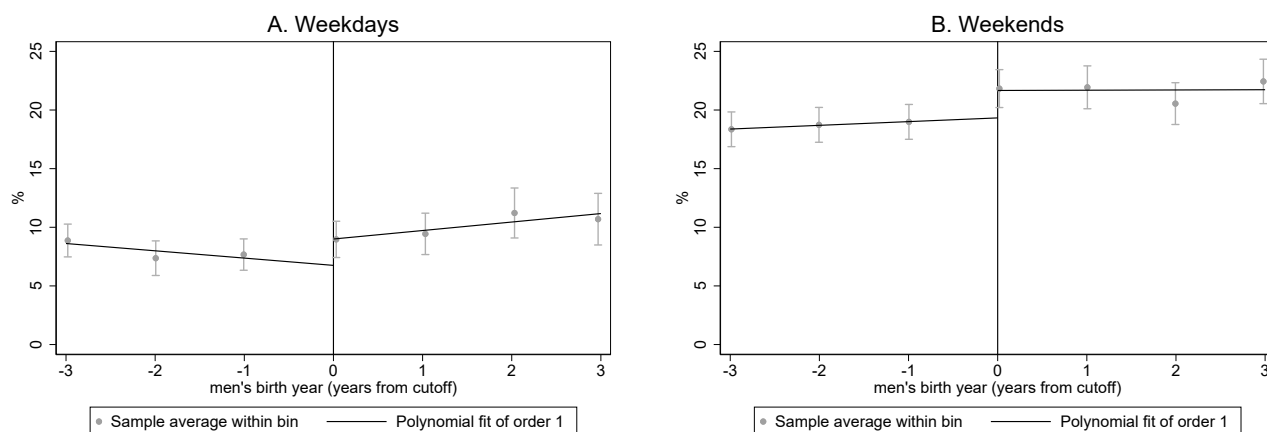 A. Weekdays
25
20
15
10
5
0
%
-3 -2 -1 0 1 2 3
men's birth year (years from cutoff)
Sample average within bin Polynomial fit of order 1
B. Weekends
25
20
15
10
5
0
%
-3 -2 -1 0 1 2 3
men's birth year (years from cutoff)
Sample average within bin Polynomial fit of order 1